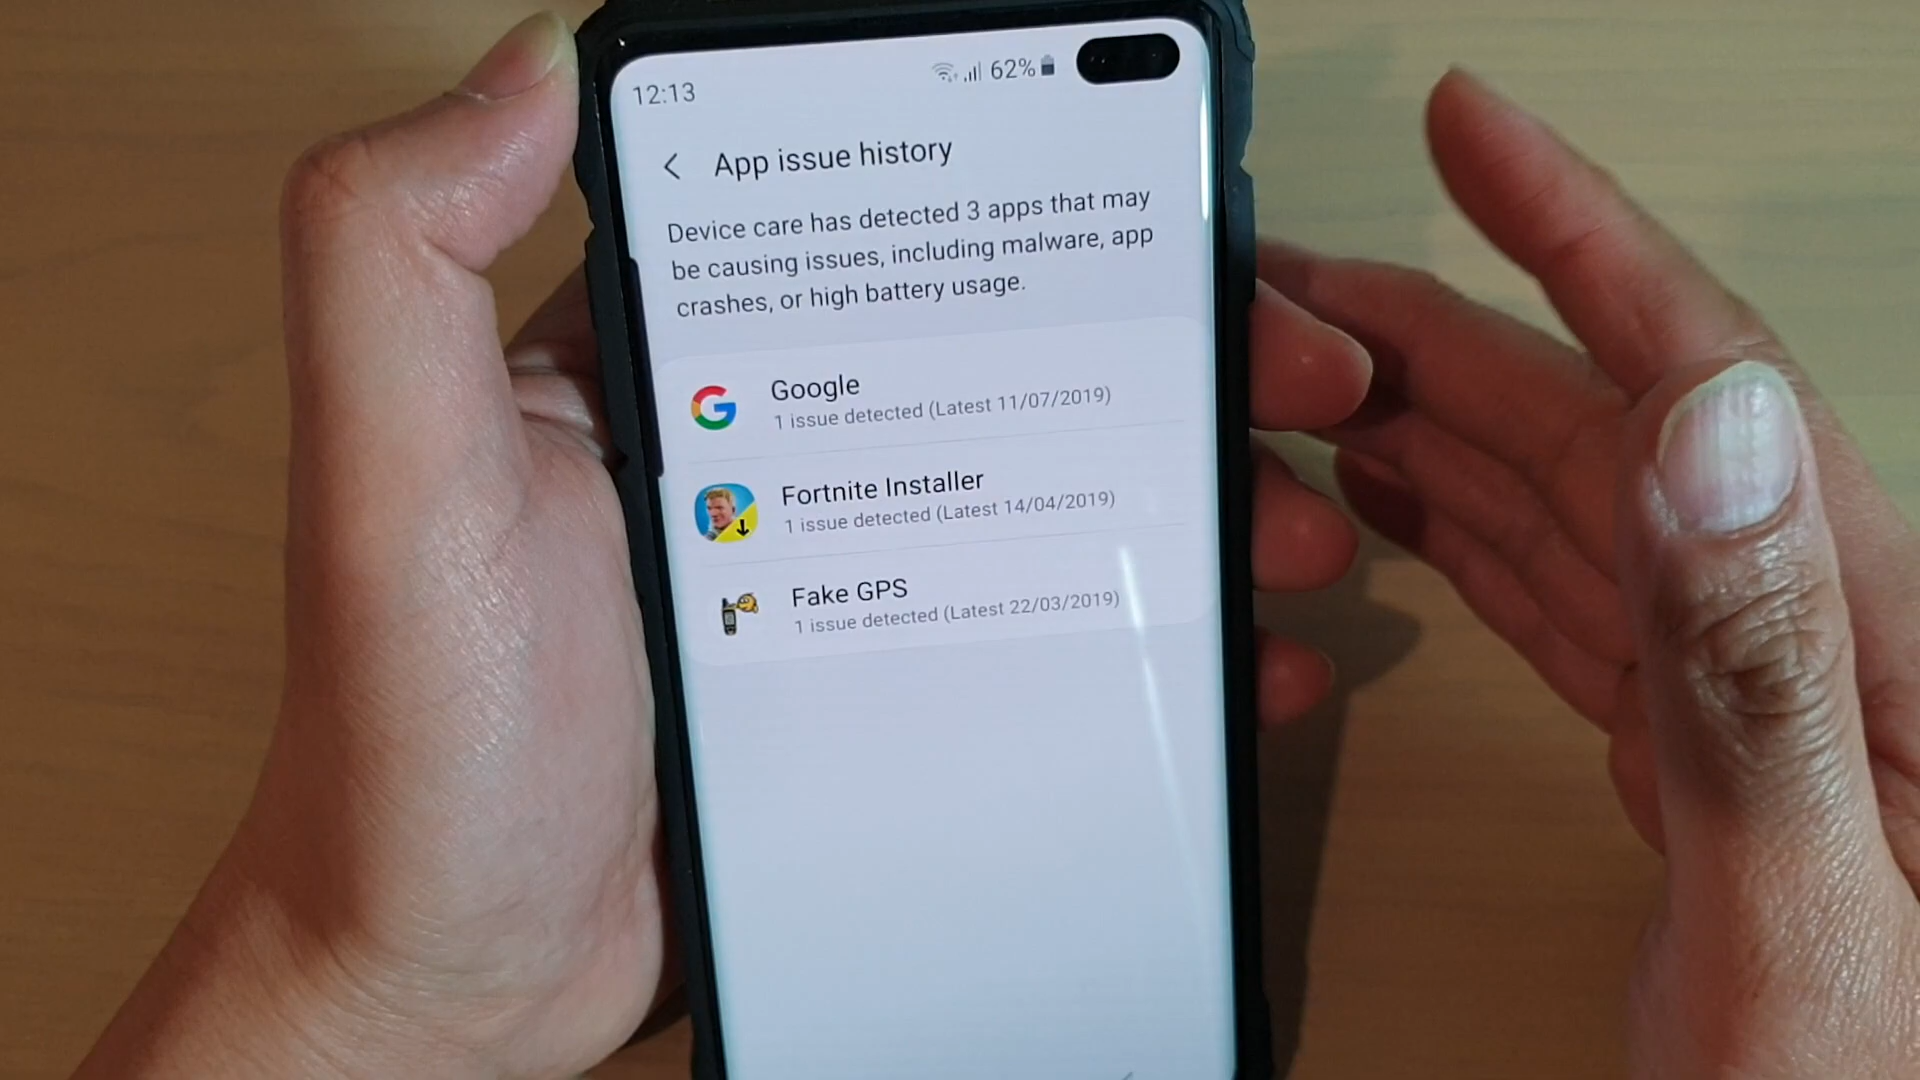 12:13 62%
App issue history
Device care has detected 3 apps that may
be causing issues, including malware, app
crashes, or high battery usage.
Google
1 issue detected (Latest 11/07/2019)
Fortnite Installer
1 issue detected (Latest 14/04/2019)
Fake GPS
1 issue detected (Latest 22/03/2019)